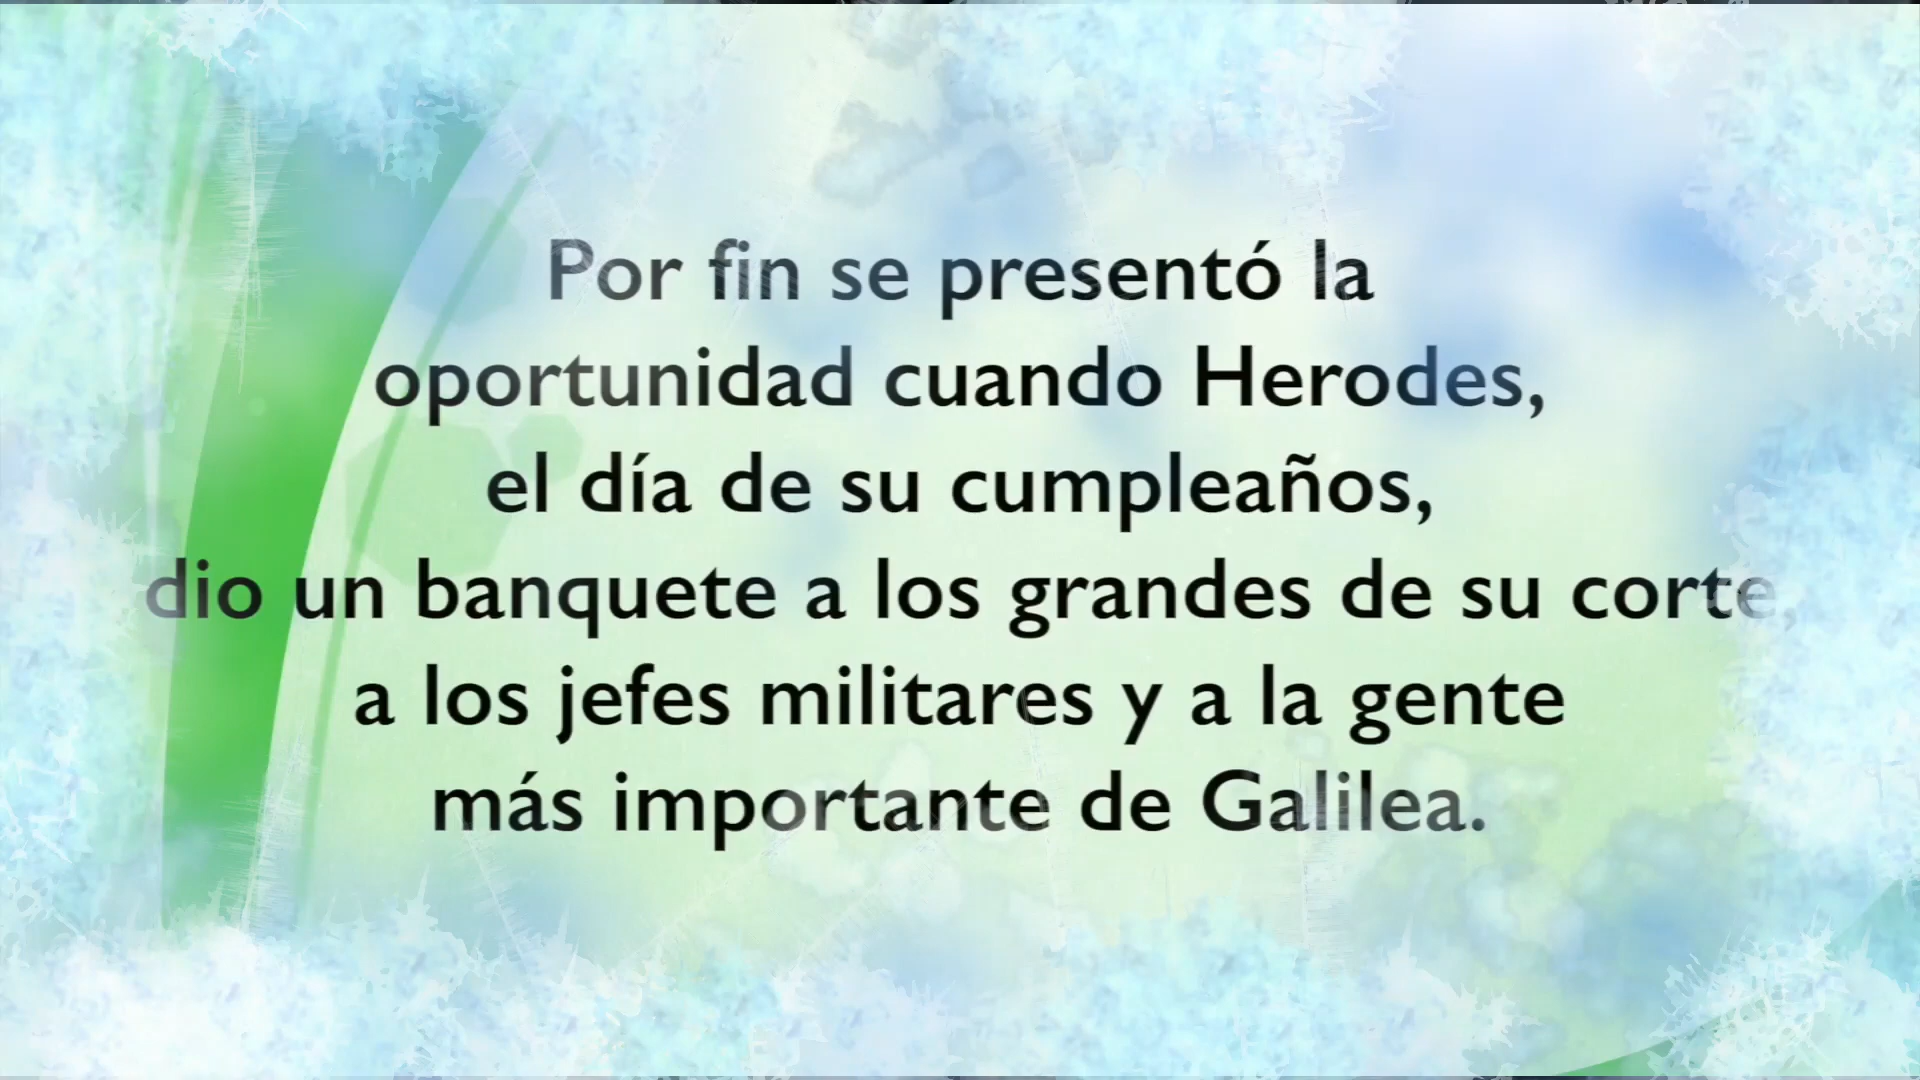 Por fin se presentó la
oportunidad cuando Herodes,
el día de su cumpleaños,
dio un banquete a los grandes de su corte,
a los jefes militares y a la gente
más importante de Galilea.